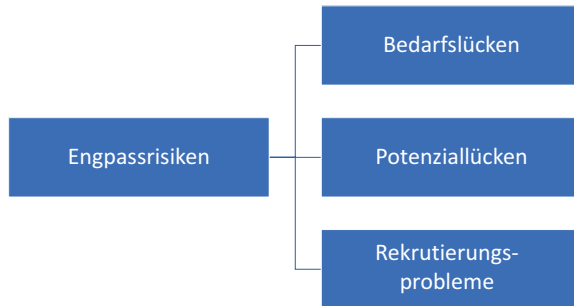 Engpassrisiken
Bedarfslücken
Potenziallücken
Rekrutierungs-
probleme